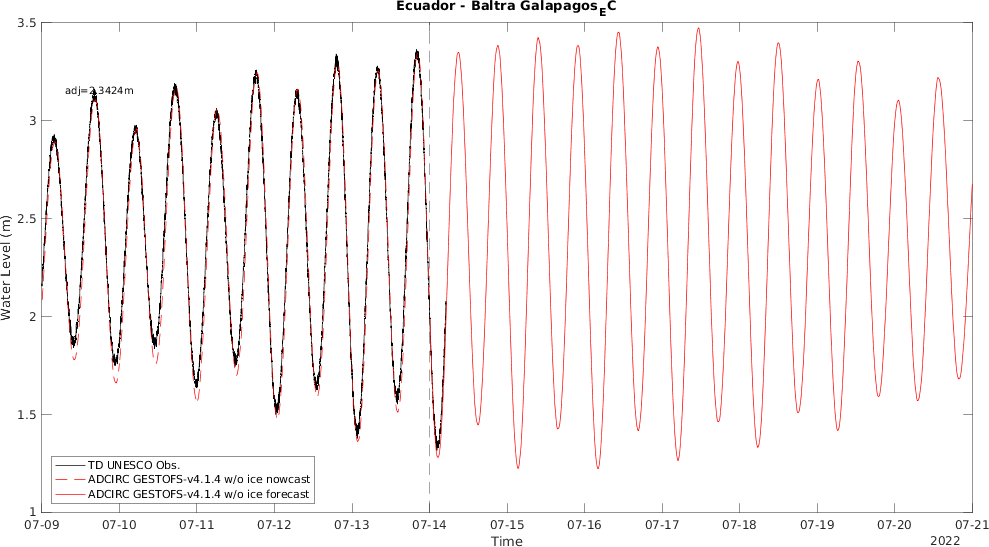 Ecuador - Baltra GalapagosEC
3.5
adj=2.3424m
3
2.5
Water Level (m)
2
1.5
TD UNESCO Obs.
ADCIRC GESTOFS-v4.1.4 w/o ice nowcast
ADCIRC GESTOFS-v4.1.4 w/o ice forecast
1
07-09 07-10 07-11 07-12 07-13 07-14 07-15 07-16 07-17 07-18 07-19 07-20 07-21
Time
2022